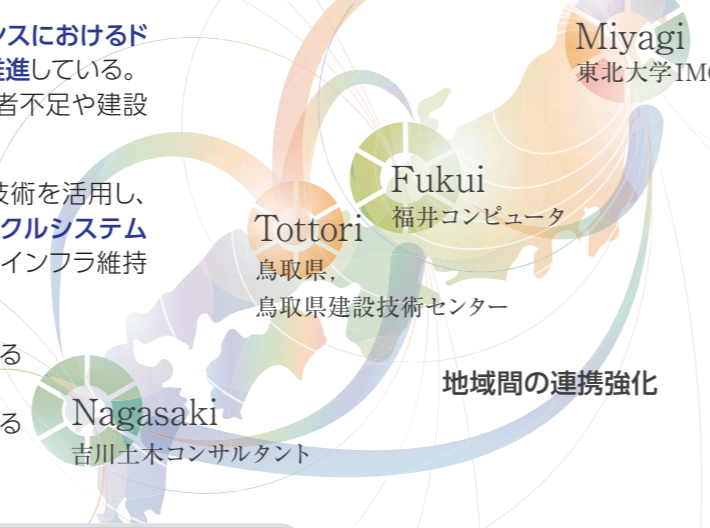 ンスにおけるド
推進している。
者不足や建設
技術を活用し、
クルシステム
インフラ維持
る
る
Miyagi
東北大学IMC
Fukui
福井コンピュータ
Tottori
鳥取県,
鳥取県建設技術センター
地域間の連携強化
Nagasaki
吉川土木コンサルタント